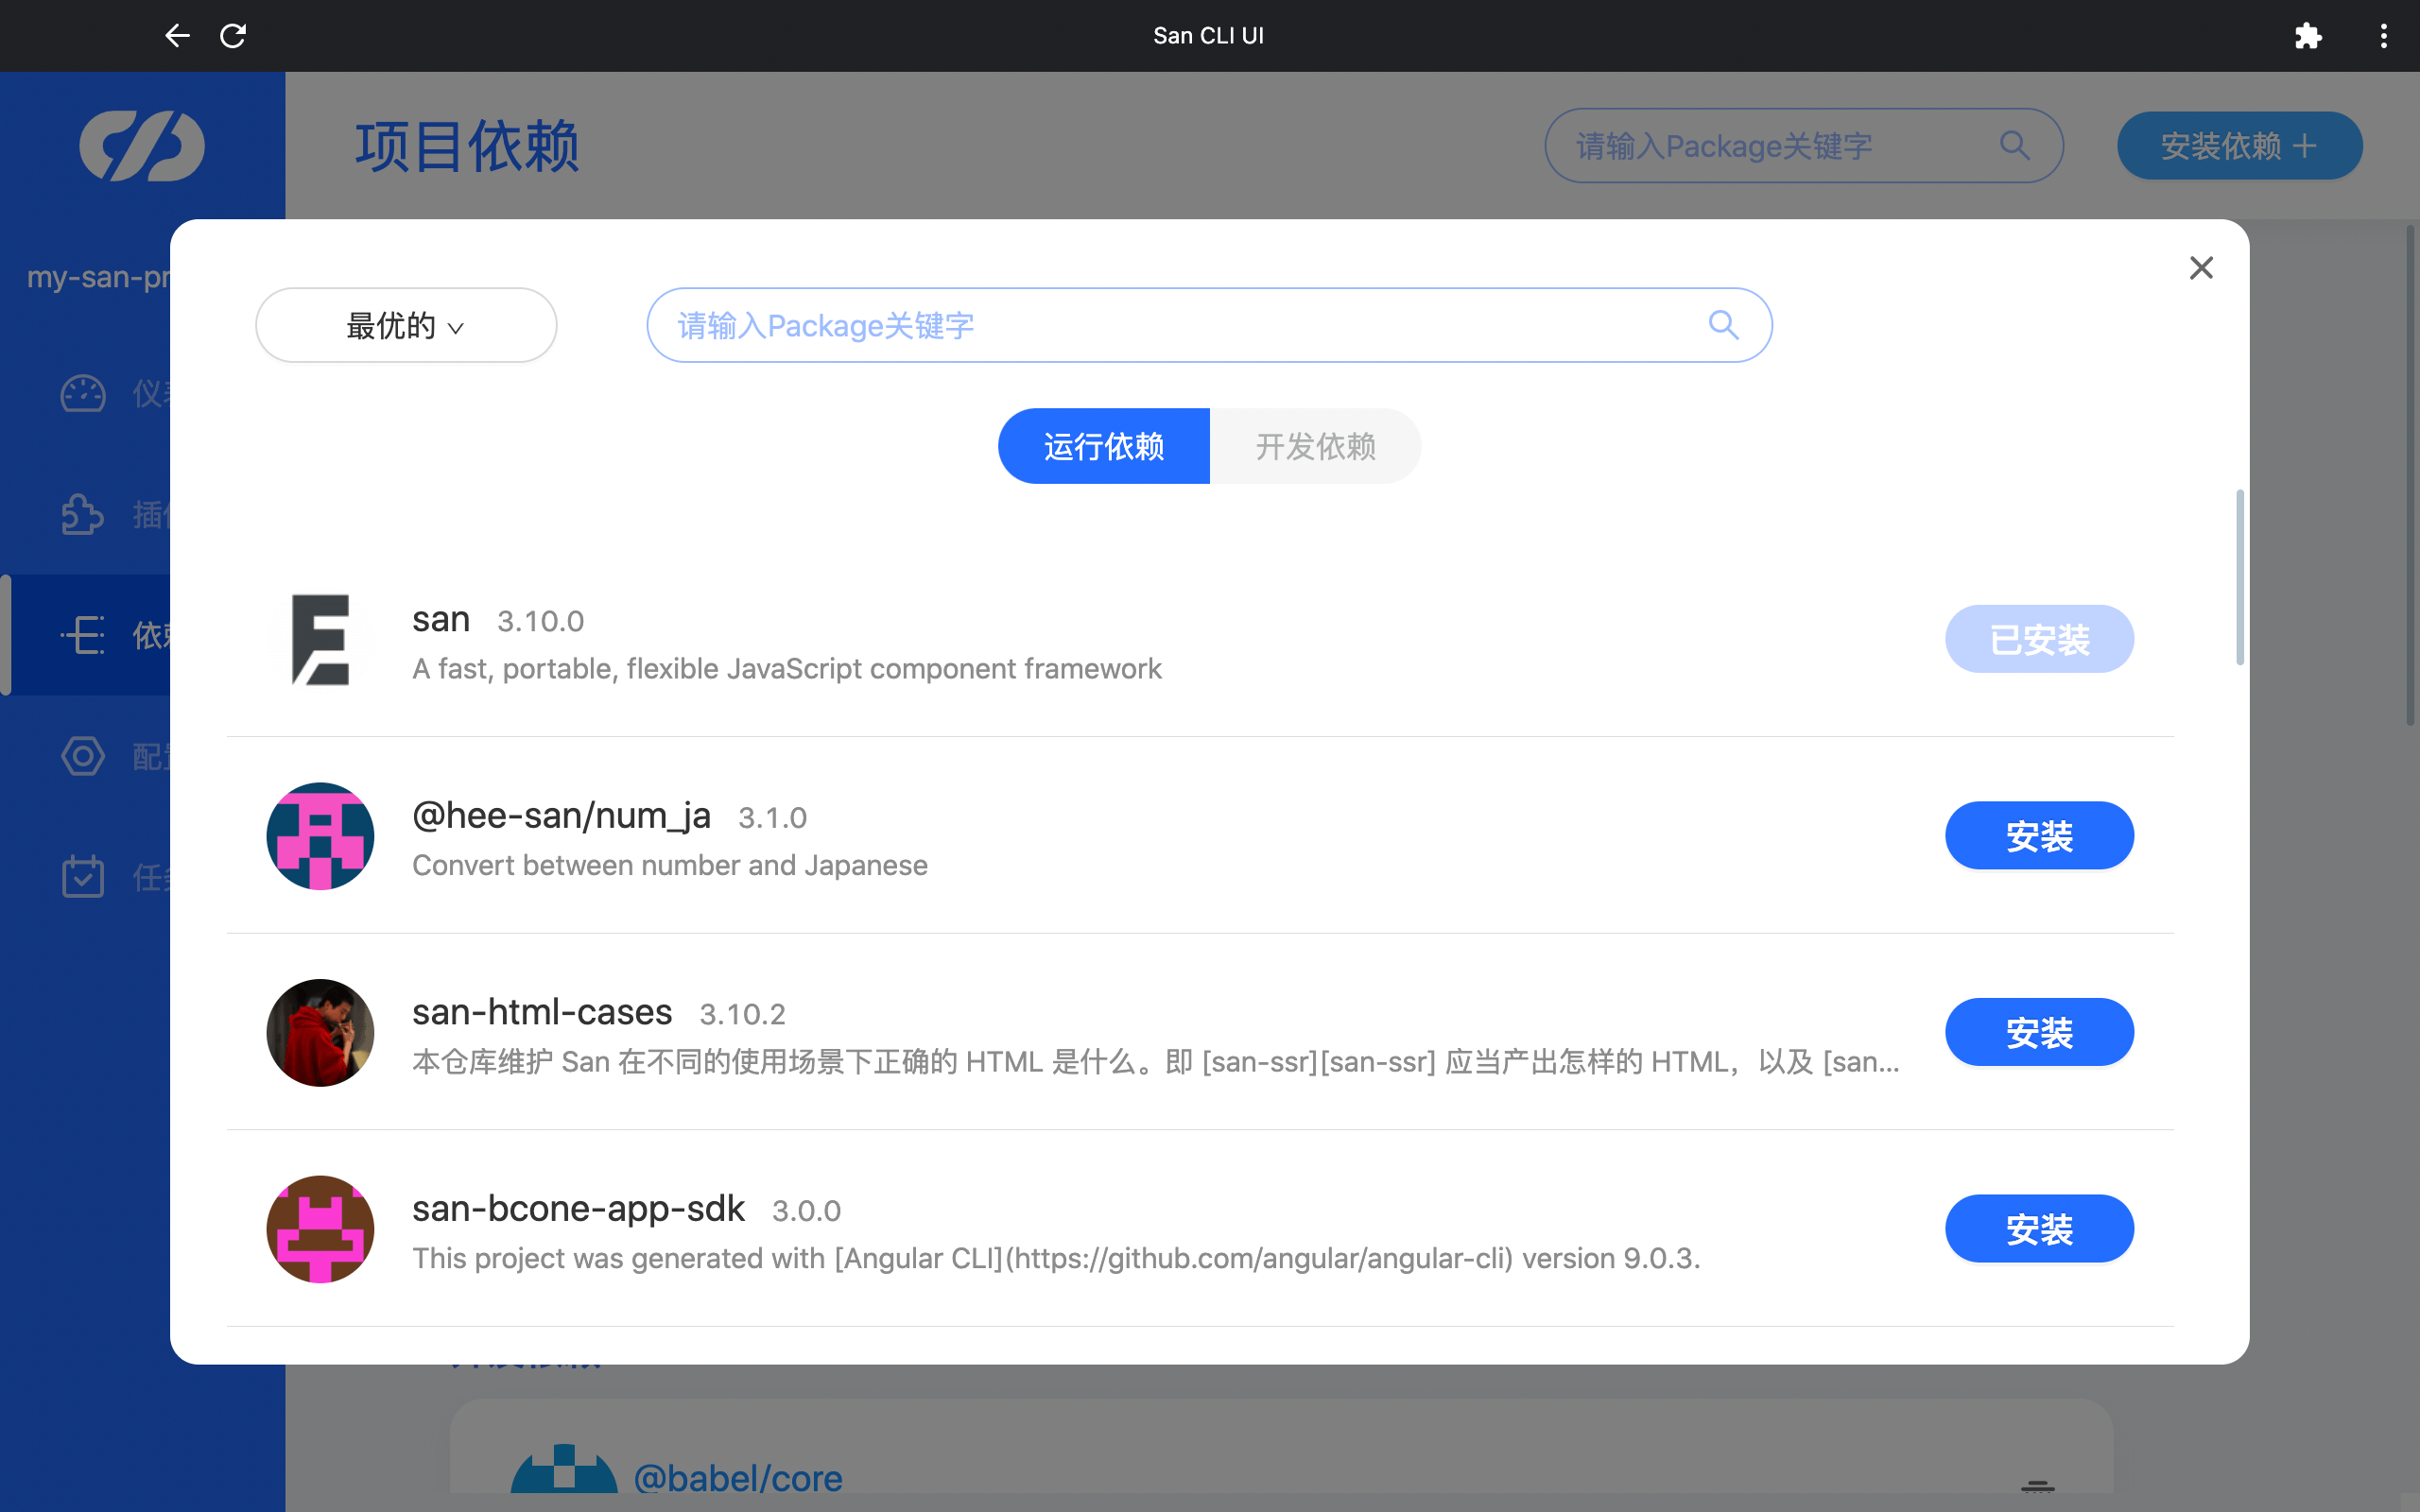 San CLI UI
项目依赖
请输入Package关键字
安装依赖
my-san-pr
最优的
请输入Package关键字
运行依赖
开发依赖
san 3.10.0
A fast, portable, flexible JavaScript component framework
已安装
@hee-san/num_ja 3.1.0
Convert between number and Japanese
安装
san-html-cases 3.10.2
本仓库维护 San 在不同的使用场景下正确的 HTML 是什么。即 [san-ssr][san-ssr] 应当产出怎样的 HTML，以及 [san...
安装
san-bcone-app-sdk 3.0.0
This project was generated with [Angular CLI](https://github.com/angular/angular-cli) version 9.0.3.
安装
@babel/core